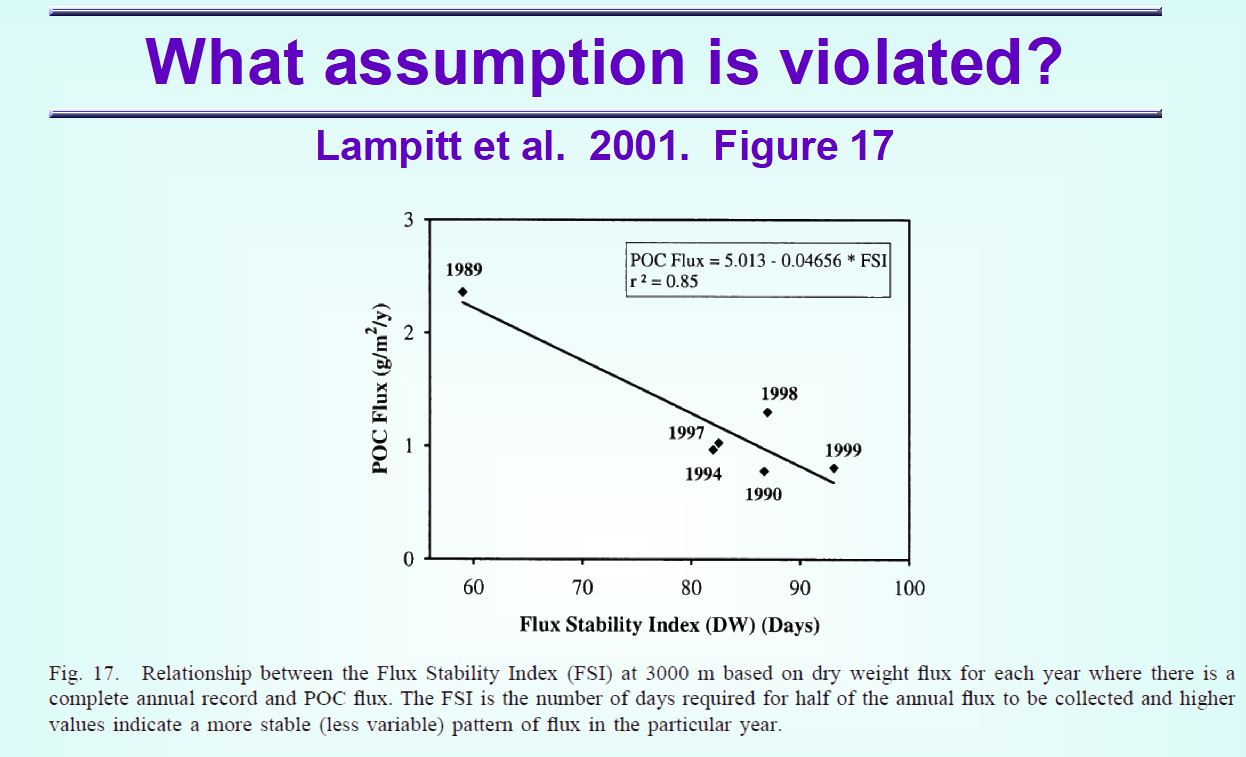 What assumption is violated?
Lampitt et al. 2001. Figure 17
3
1989
POC Flux = 5.013 - 0.04656 * FSI
r² = 0.85
2
POC Flux (g/m²/y)
1998
1997
1
1999
1994
1990
0
60 70 80 90 100
Flux Stability Index (DW) (Days)
Fig. 17. Relationship between the Flux Stability Index (FSI) at 3000 m based on dry weight flux for each year where there is a
complete annual record and POC flux. The FSI is the number of days required for half of the annual flux to be collected and higher
values indicate a more stable (less variable) pattern of flux in the particular year.